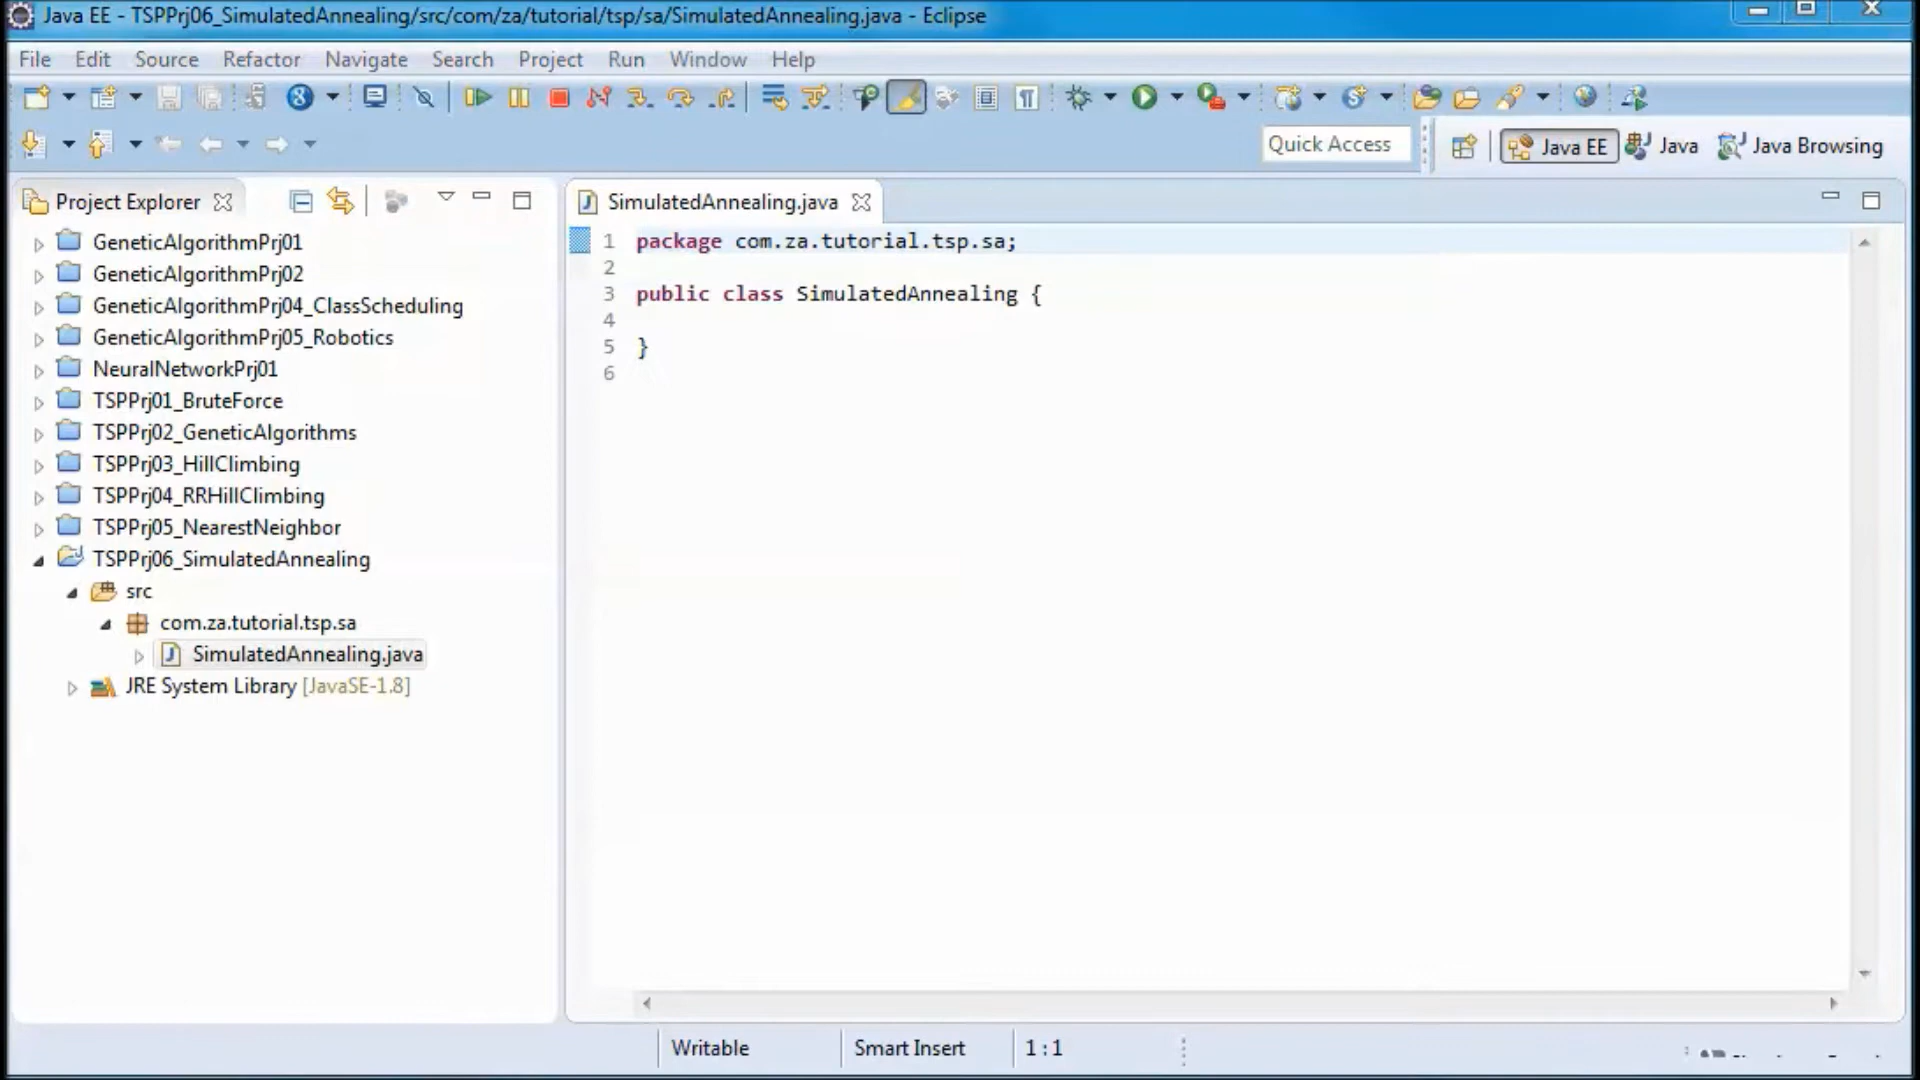 Java EE - TSPPrj06_SimulatedAnnealing/src/com/za/tutorial/tsp/sa/SimulatedAnnealing.java - Eclipse
File Edit Source Refactor Navigate Search Project Run Window Help
Quick Access Java EE Java Java Browsing
Project Explorer
GeneticAlgorithmPrj01
GeneticAlgorithmPrj02
GeneticAlgorithmPrj04_ClassScheduling
GeneticAlgorithmPrj05_Robotics
NeuralNetworkPrj01
TSPPrj01_BruteForce
TSPPrj02_GeneticAlgorithms
TSPPrj03_HillClimbing
TSPPrj04_RRHillClimbing
TSPPrj05_NearestNeighbor
TSPPrj06_SimulatedAnnealing
src
com.za.tutorial.tsp.sa
SimulatedAnnealing.java
JRE System Library [JavaSE-1.8]
SimulatedAnnealing.java
1 package com.za.tutorial.tsp.sa;
2
3 public class SimulatedAnnealing {
4
5 }
6
Writable Smart Insert 1 : 1